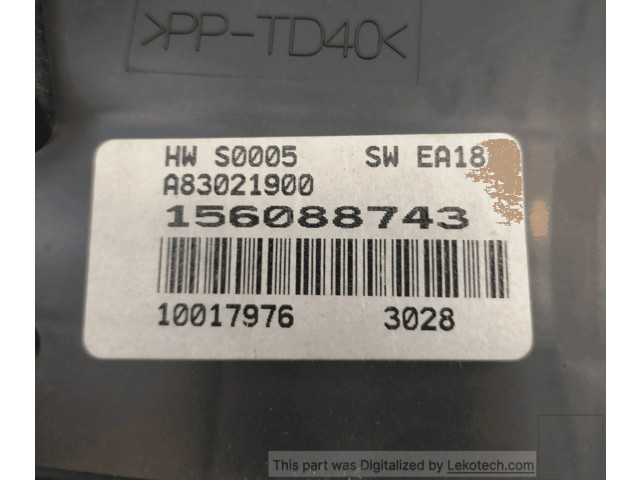 >PP-TD40<
HW S0005 SW EA18
A83021900
156088743
10017976 3028
This part was Digitalized by Lekotech.com